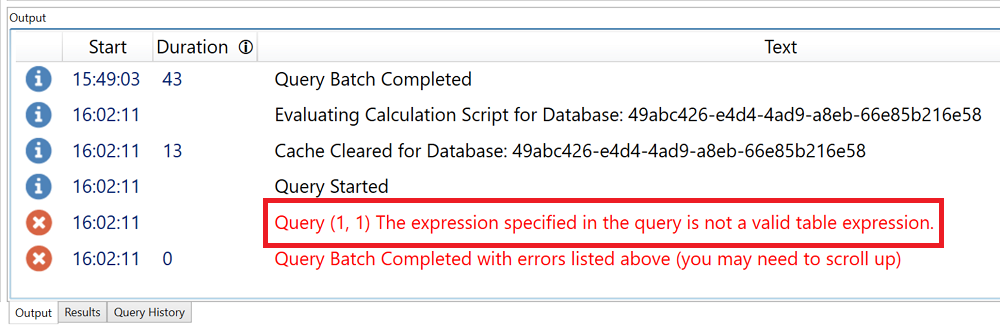 Output
Start Duration Text
15:49:03 43 Query Batch Completed
16:02:11 Evaluating Calculation Script for Database: 49abc426-e4d4-4ad9-a8eb-66e85b216e58
16:02:11 13 Cache Cleared for Database: 49abc426-e4d4-4ad9-a8eb-66e85b216e58
16:02:11 Query Started
16:02:11 Query (1, 1) The expression specified in the query is not a valid table expression.
16:02:11 0 Query Batch Completed with errors listed above (you may need to scroll up)
Output Results Query History